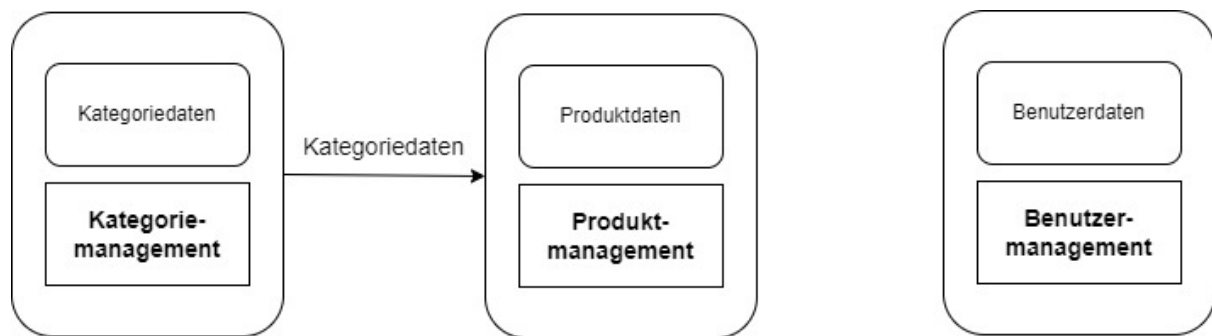 Kategoriedaten
Kategorie-
management
Kategoriedaten
Produktdaten
Produkt-
management
Benutzerdaten
Benutzer-
management